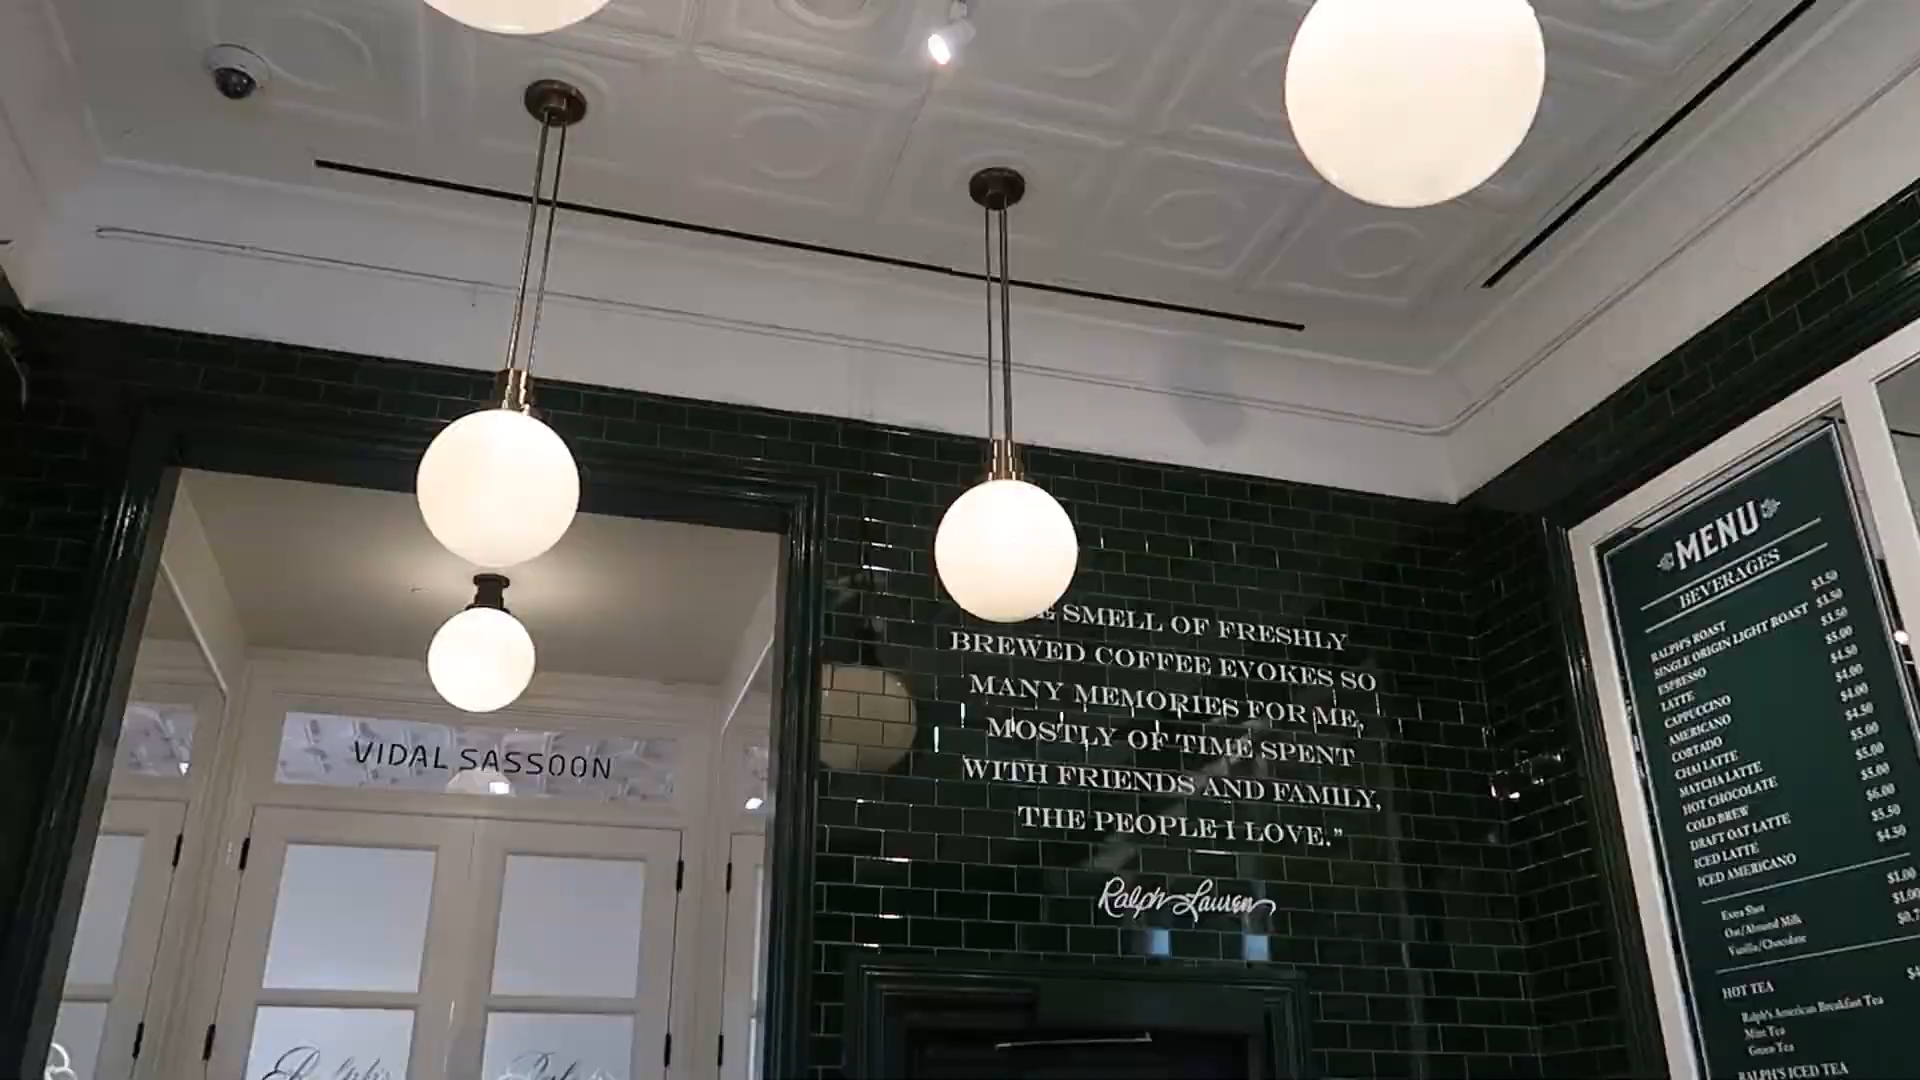 VIDAL SASSOON
SMELL OF FRESHLY
BREWED COFFEE EVOKES SO
MANY MEMORIES FOR ME,
MOSTLY OF TIME SPENT
WITH FRIENDS AND FAMILY,
THE PEOPLE I LOVE."
Ralph Lauren
Ralph's
Ralph's
MENU
BEVERAGES
RALPH'S ROAST $3.50
SINGLE ORIGIN LIGHT ROAST $3.50
ESPRESSO $3.50
LATTE $5.00
CAPPUCCINO $4.50
AMERICANO $4.00
CORTADO $4.00
CHAI LATTE $4.50
MATCHA LATTE $5.00
HOT CHOCOLATE $5.00
COLD BREW $5.00
DRAFT OAT LATTE $6.00
ICED LATTE $5.50
ICED AMERICANO $4.50
Extra Shot $1.00
Oat/Almond Milk $1.00
Vanilla/Chocolate
HOT TEA
Ralph's American Breakfast Tea
Mint Tea
Green Tea
RALPH'S ICED TEA